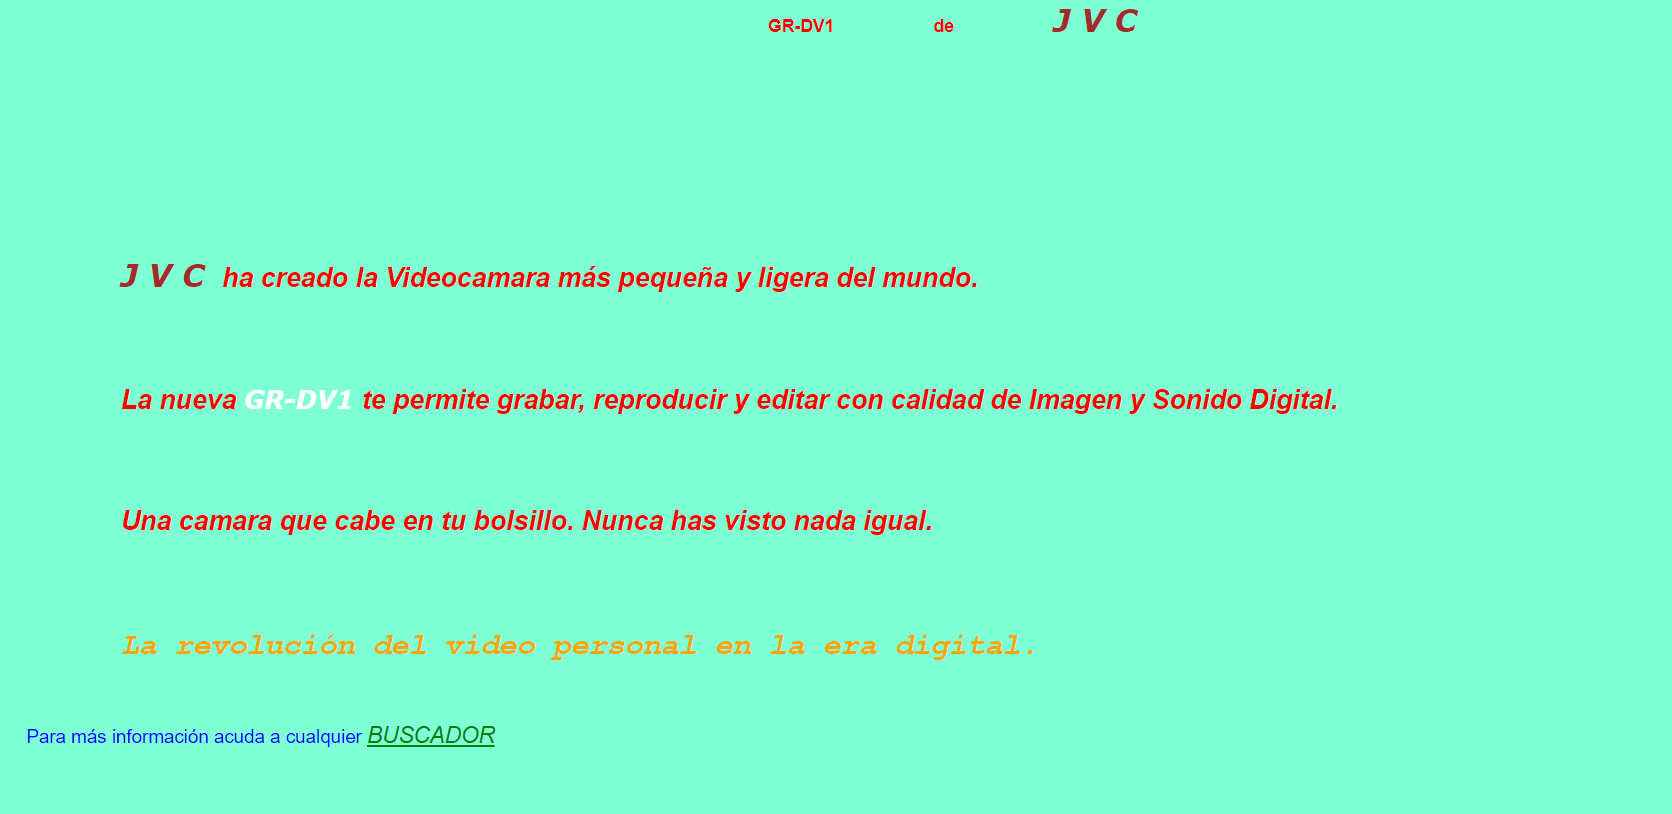 GR-DV1 de J V C
J V C ha creado la Videocamara más pequeña y ligera del mundo.
La nueva GR-DV1 te permite grabar, reproducir y editar con calidad de Imagen y Sonido Digital.
Una camara que cabe en tu bolsillo. Nunca has visto nada igual.
La revolución del video personal en la era digital.
Para más información acuda a cualquier BUSCADOR